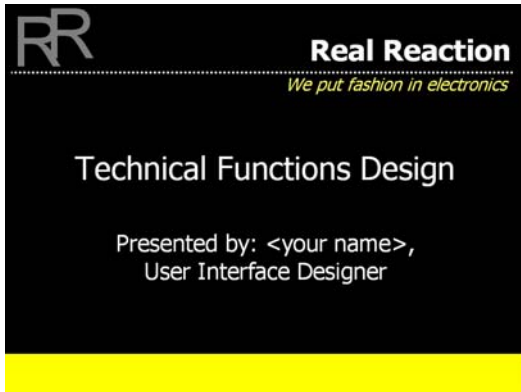 RR
Real Reaction
We put fashion in electronics
Technical Functions Design
Presented by: <your name>,
User Interface Designer